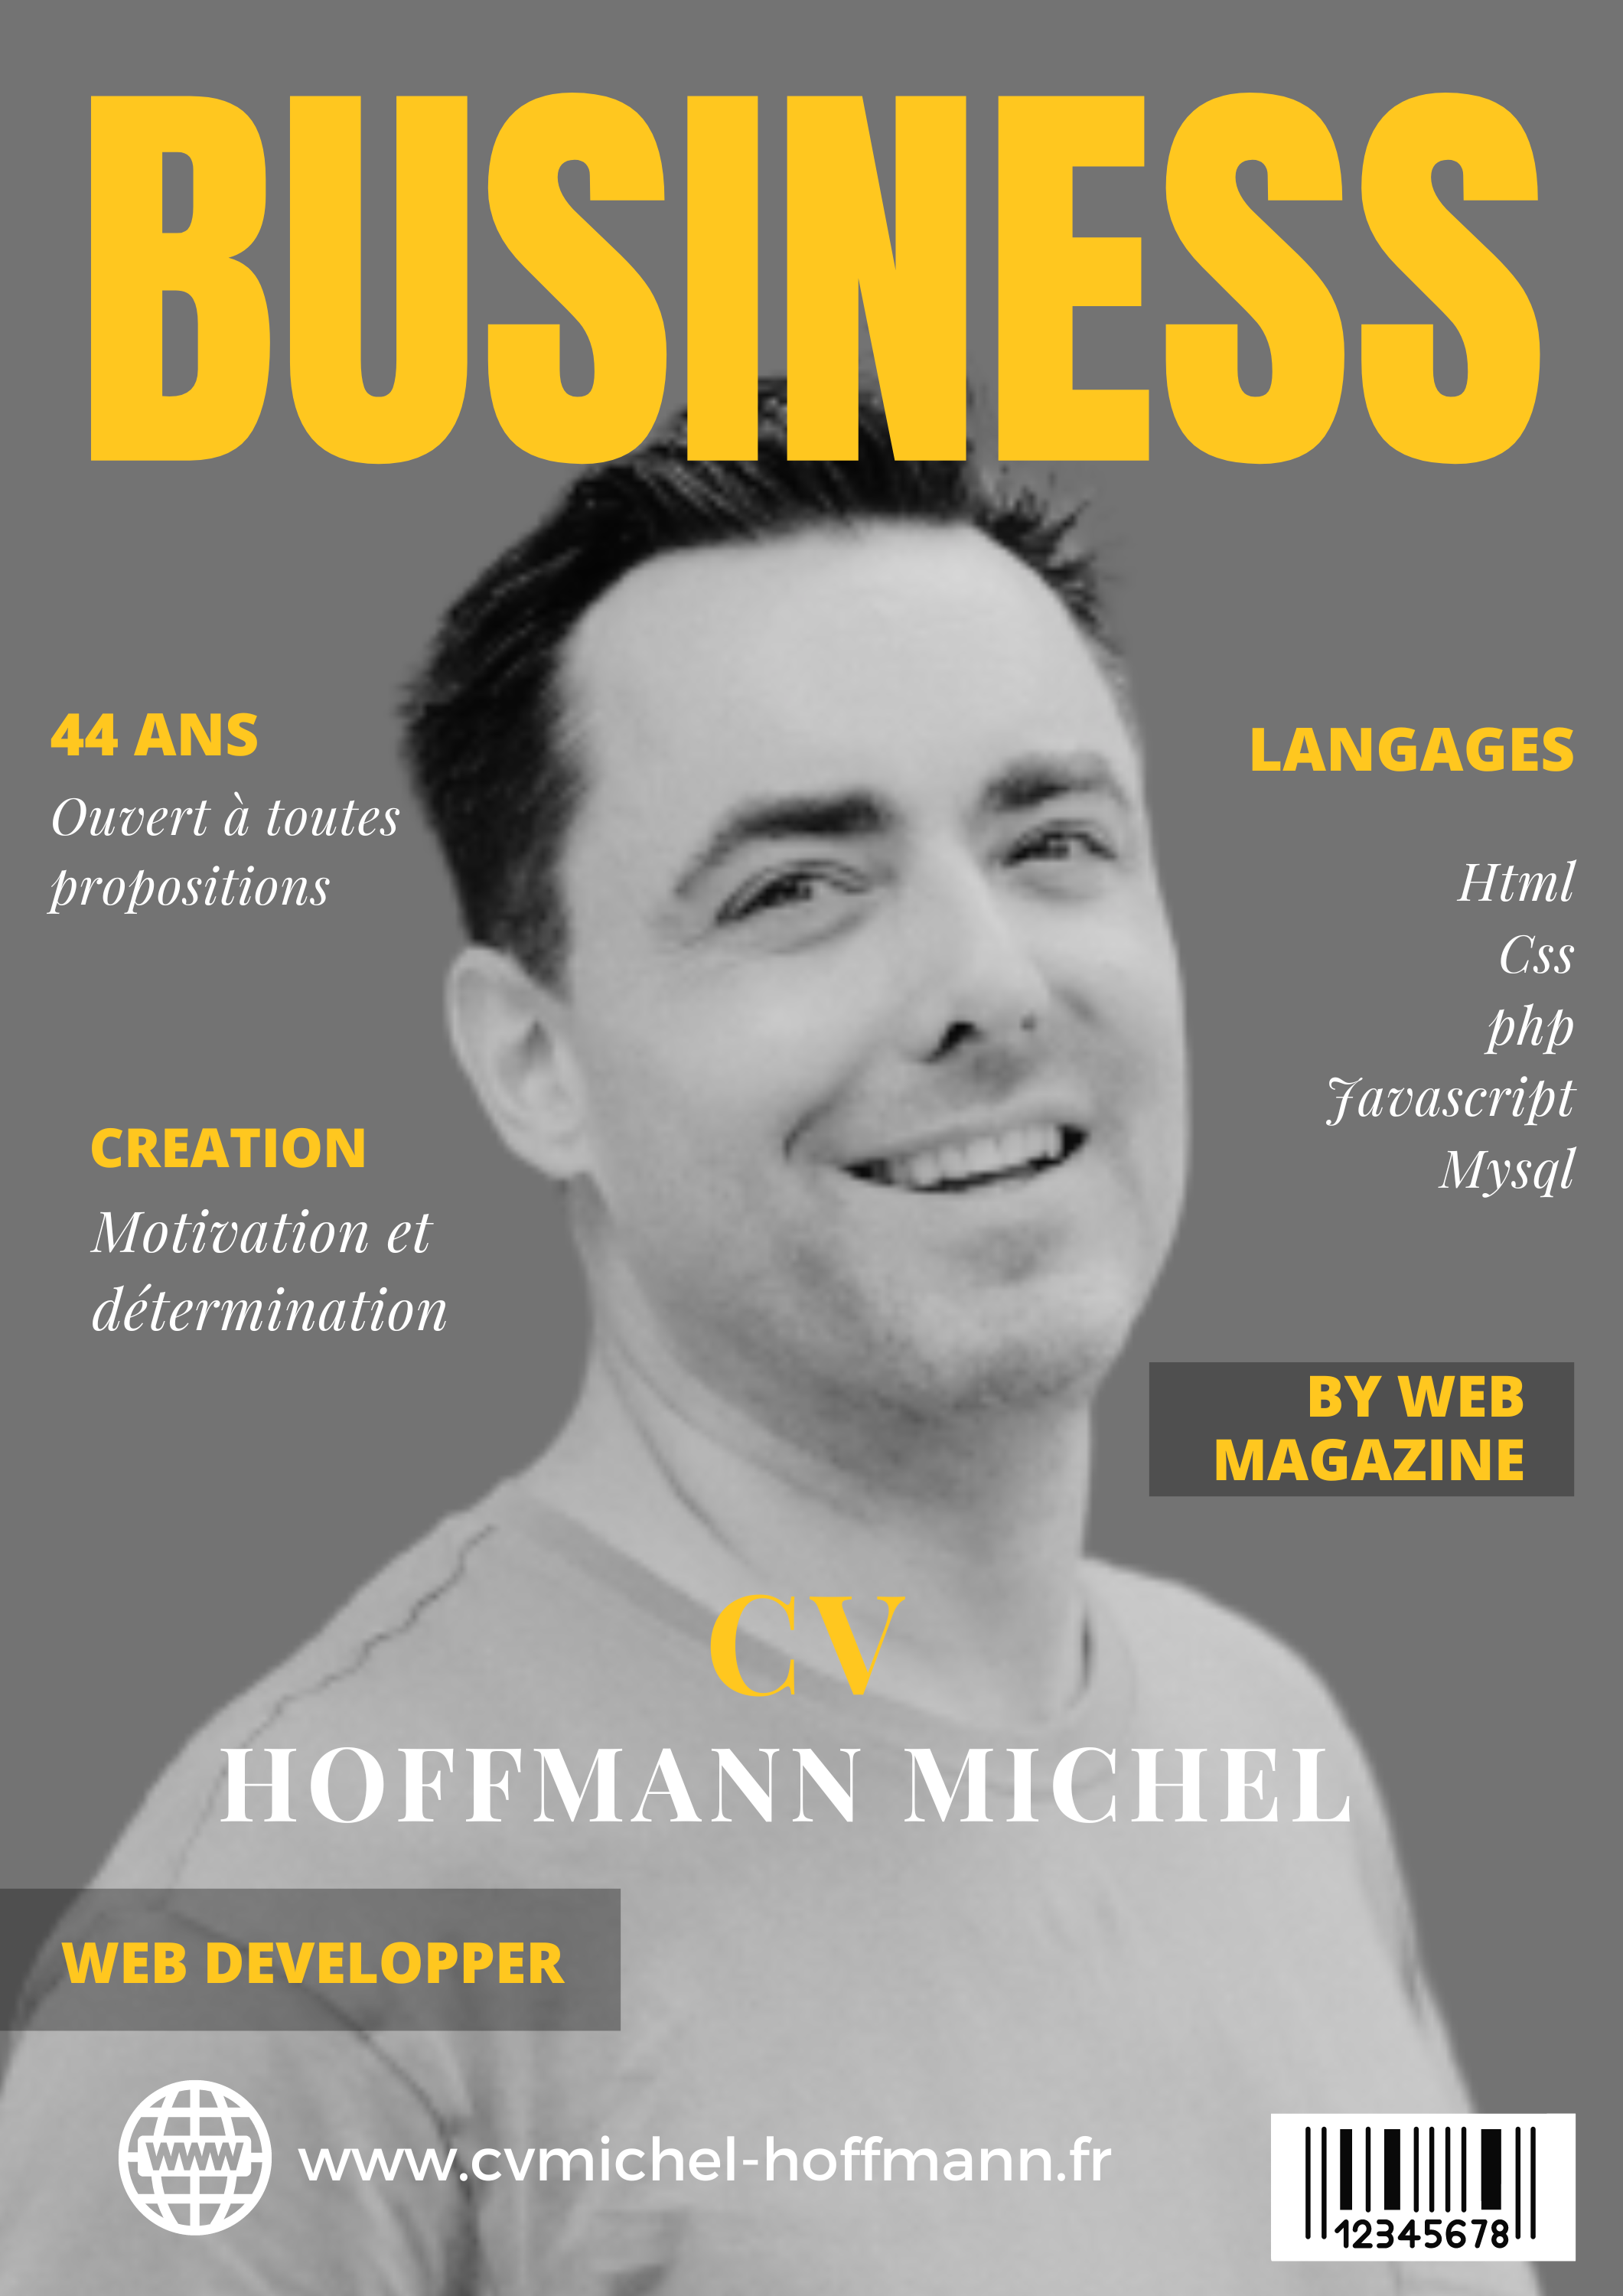 BUSINESS
44 ANS
Ouvert à toutes
propositions
LANGAGES
Html
Css
php
Javascript
Mysql
CREATION
Motivation et
détermination
BY WEB
MAGAZINE
CV
HOFFMANN MICHEL
WEB DEVELOPPER
WWW
www.cvmichel-hoffmann.fr
12345678